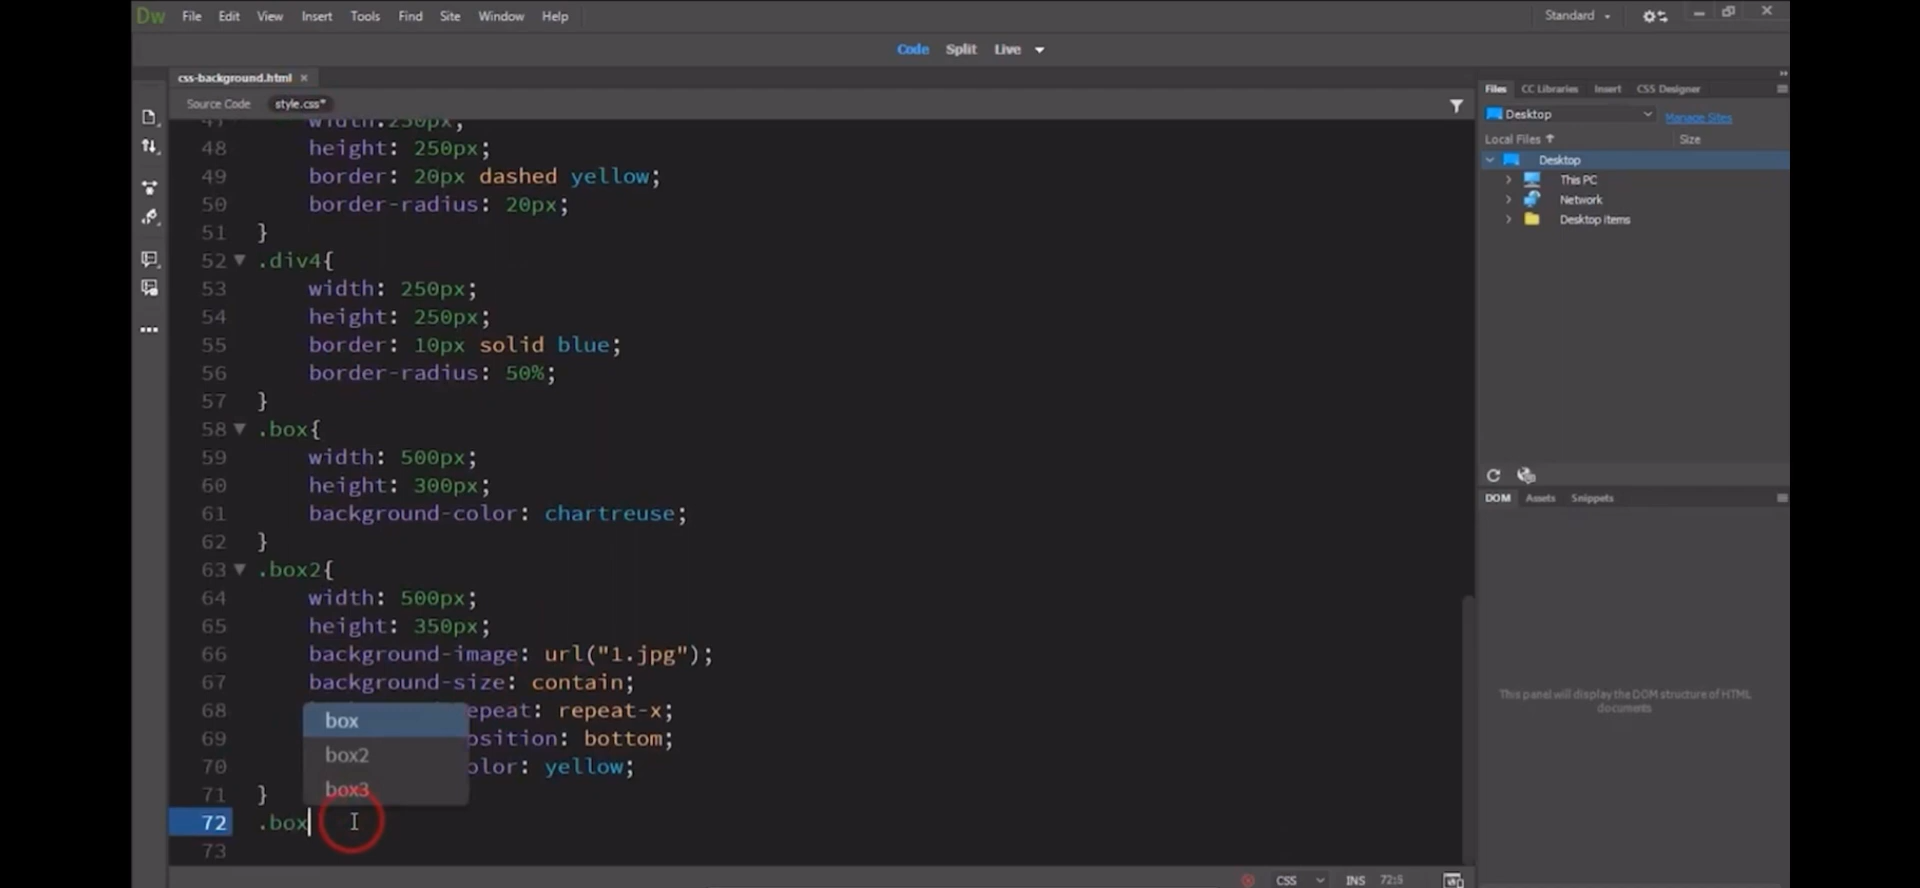 Dw File Edit View Insert Tools Find Site Window Help Standard
Code Split Live
css-background.html
Source Code style.css*
width:250px;
48 height: 250px;
49 border: 20px dashed yellow;
50 border-radius: 20px;
51 }
52 .div4{
53 width: 250px;
54 height: 250px;
55 border: 10px solid blue;
56 border-radius: 50%;
57 }
58 .box{
59 width: 500px;
60 height: 300px;
61 background-color: chartreuse;
62 }
63 .box2{
64 width: 500px;
65 height: 350px;
66 background-image: url("1.jpg");
67 background-size: contain;
68 epeat: repeat-x;
69 osition: bottom;
70 olor: yellow;
71 }
72 .box
73
box
box2
box3
Files CC Libraries Insert CSS Designer
Desktop Manage Sites
Local Files Size
Desktop
This PC
Network
Desktop items
DOM Assets Snippets
This panel will display the DOM structure of HTML
documents
CSS INS 72:5